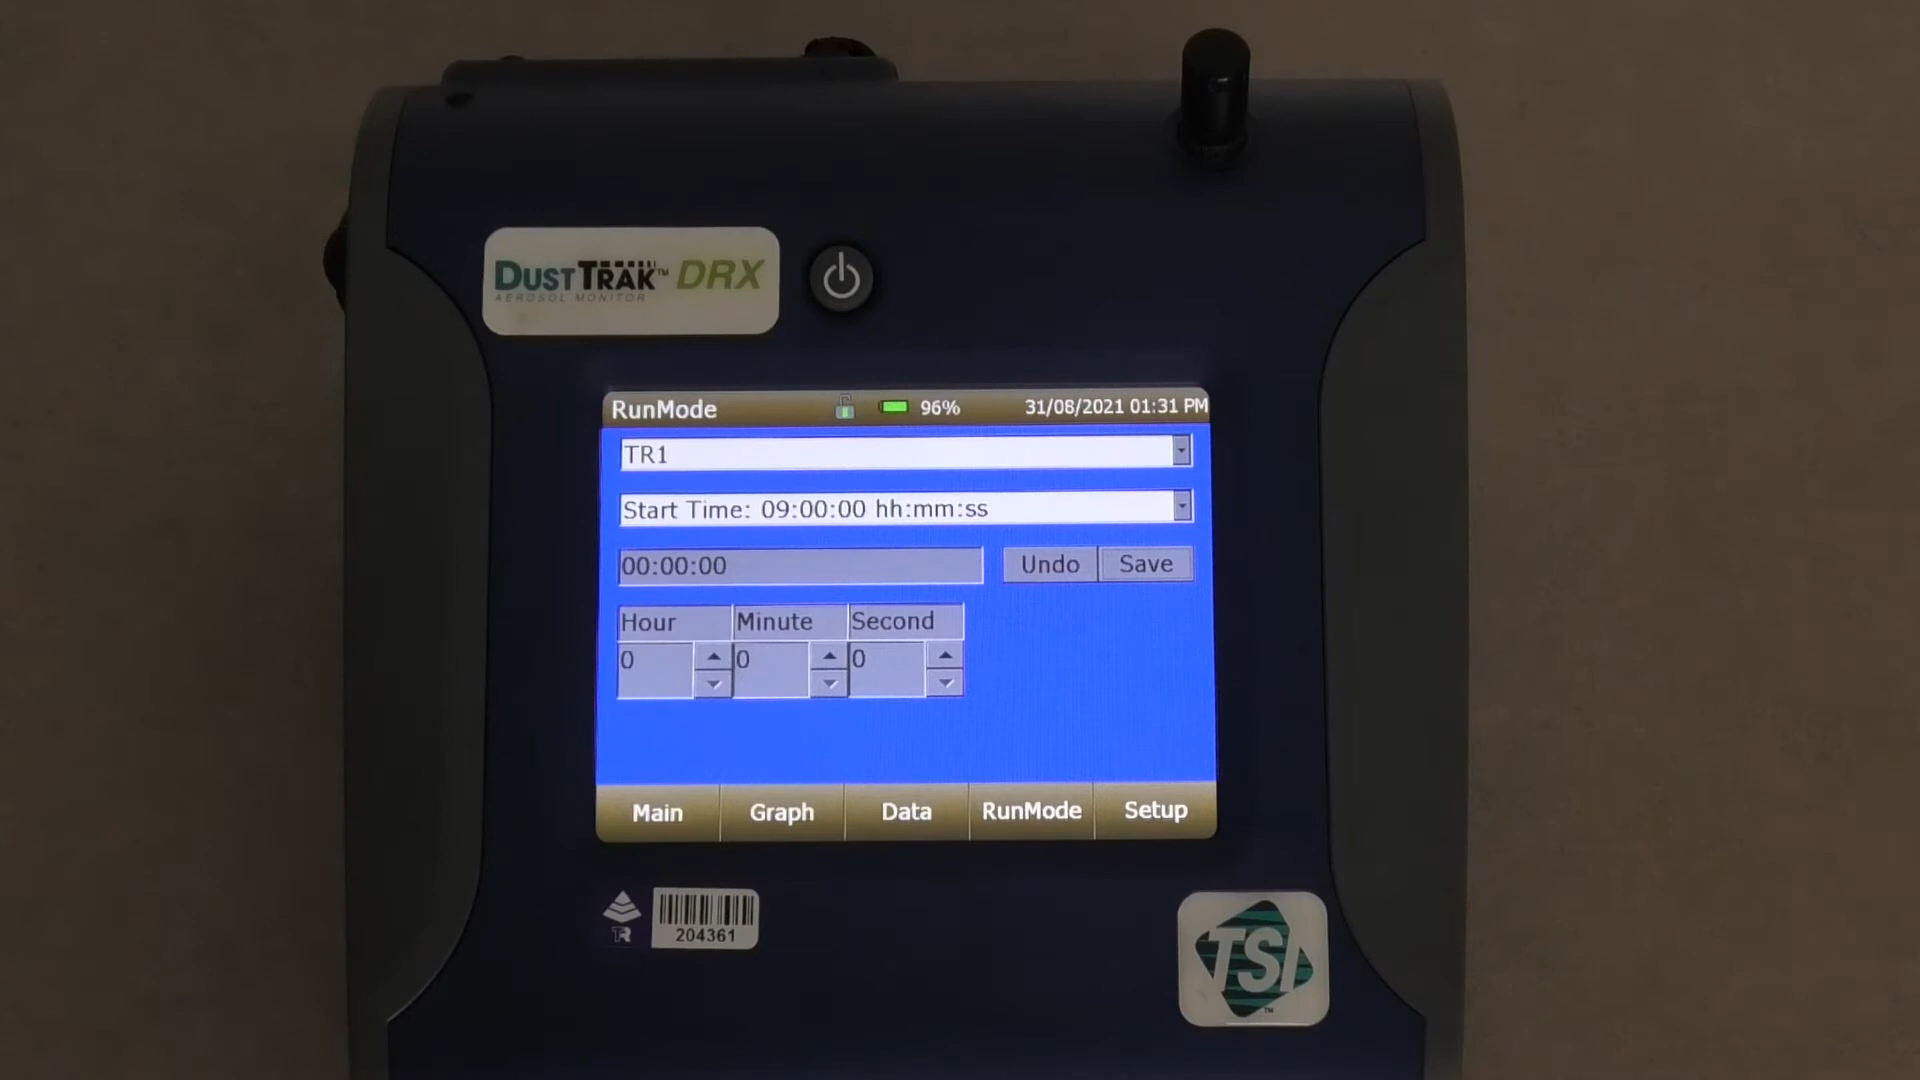 DUSTTRAK™ DRX
AEROSOL MONITOR
RunMode 96% 31/08/2021 01:31 PM
TR1
Start Time: 09:00:00 hh:mm:ss
00:00:00 Undo Save
Hour Minute Second
0 0 0
Main Graph Data RunMode Setup
TR
204361
TSI™